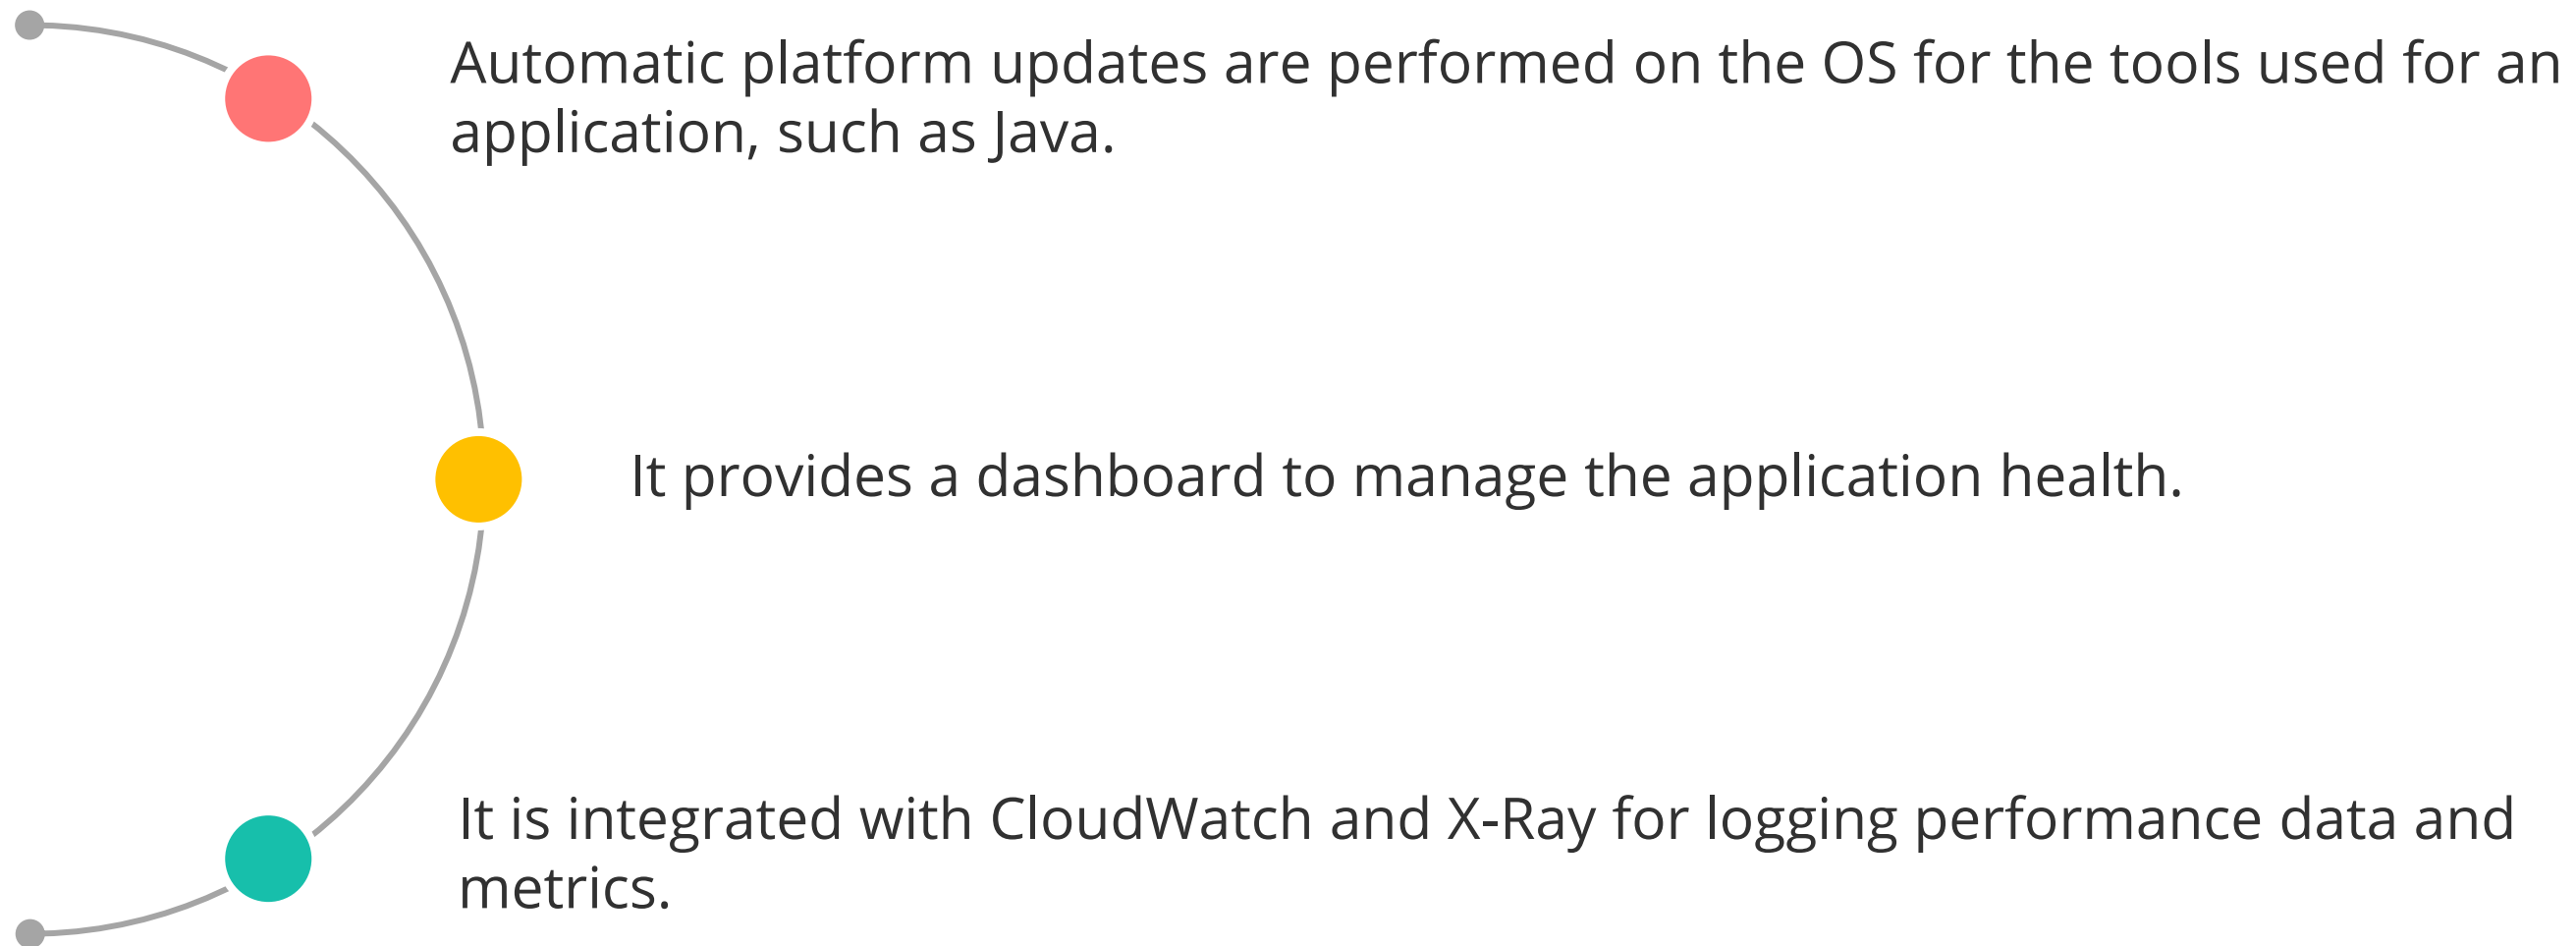 Automatic platform updates are performed on the OS for the tools used for an
application, such as Java.
It provides a dashboard to manage the application health.
It is integrated with CloudWatch and X-Ray for logging performance data and
metrics.